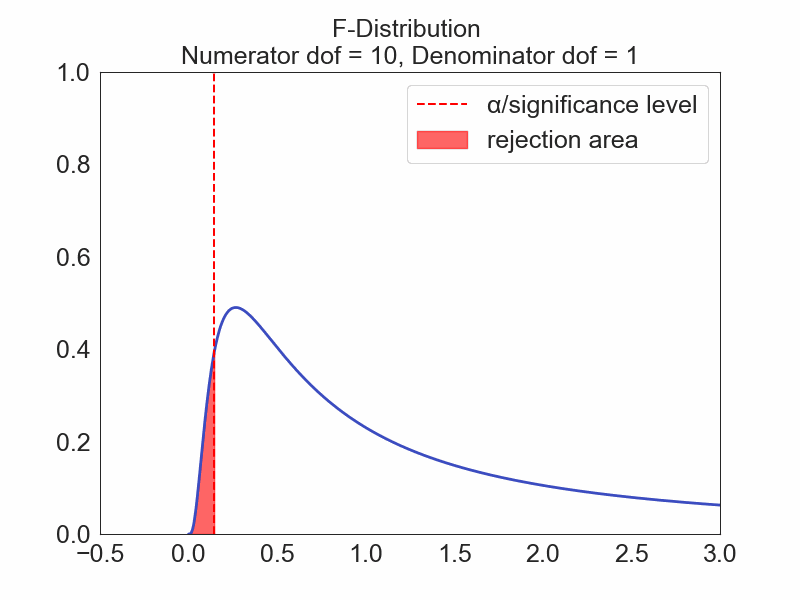 F-Distribution
Numerator dof = 10, Denominator dof = 1
α/significance level
rejection area
1.0
0.8
0.6
0.4
0.2
0.0
−0.5 0.0 0.5 1.0 1.5 2.0 2.5 3.0